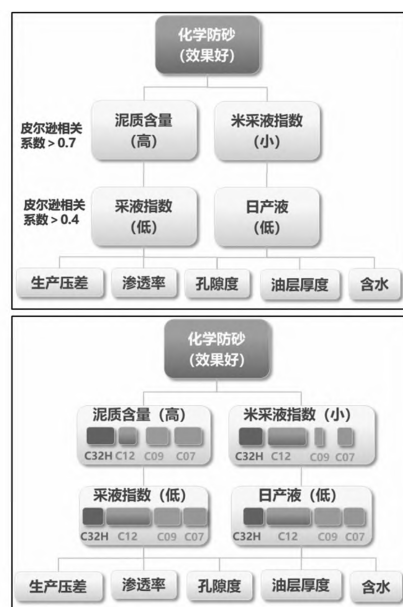 化学防砂
(效果好)
皮尔逊相关
系数>0.7
泥质含量
(高)
米采液指数
(小)
皮尔逊相关
系数>0.4
采液指数
(低)
日产液
(低)
生产压差 渗透率 孔隙度 油层厚度 含水
化学防砂
(效果好)
泥质含量(高) 米采液指数(小)
C32H C12 C09 C07 C32H C12 C09 C07
采液指数(低) 日产液(低)
C32H C12 C09 C07 C32H C12 C09 C07
生产压差 渗透率 孔隙度 油层厚度 含水